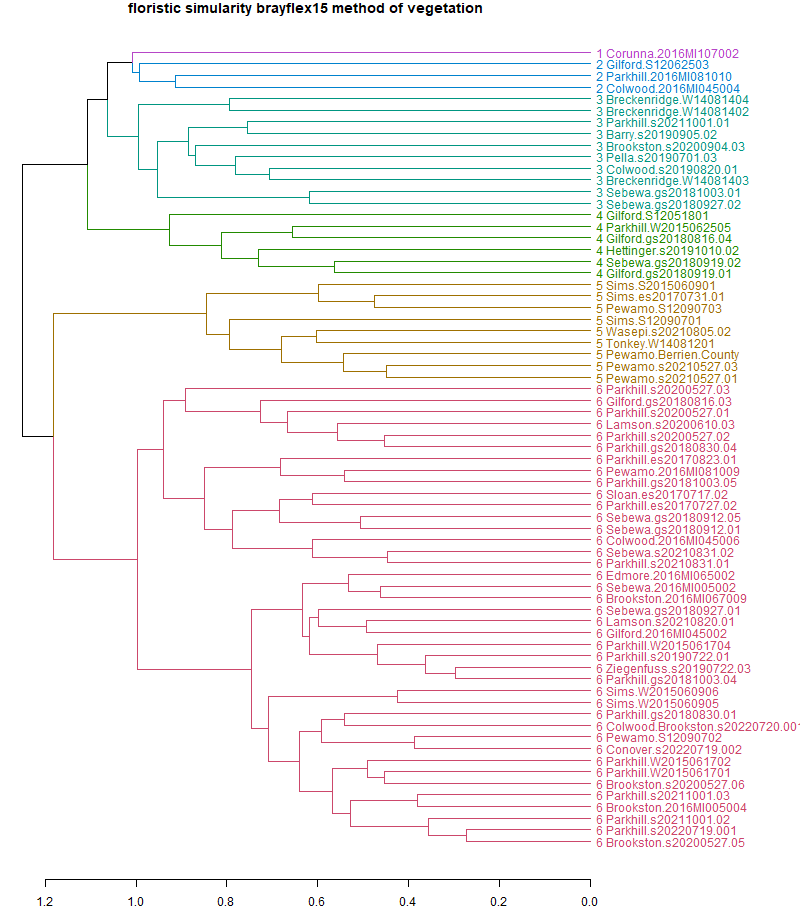 floristic simularity brayflex15 method of vegetation
1 Corunna.2016MI107002
2 Gilford.S12062503
2 Parkhill.2016MI081010
2 Colwood.2016MI045004
3 Breckenridge.W14081404
3 Breckenridge.W14081402
3 Parkhill.s20211001.01
3 Barry.s20190905.02
3 Brookston.s20200904.03
3 Pella.s20190701.03
3 Colwood.s20190820.01
3 Breckenridge.W14081403
3 Sebewa.gs20181003.01
3 Sebewa.gs20180927.02
4 Gilford.S12051801
4 Parkhill.W2015062505
4 Gilford.gs20180816.04
4 Hettinger.s20191010.02
4 Sebewa.gs20180919.02
4 Gilford.gs20180919.01
5 Sims.S2015060901
5 Sims.es20170731.01
5 Pewamo.S12090703
5 Sims.S12090701
5 Wasepi.s20210805.02
5 Tonkey.W14081201
5 Pewamo.Berrien.County
5 Pewamo.s20210527.03
5 Pewamo.s20210527.01
6 Parkhill.s20200527.03
6 Gilford.gs20180816.03
6 Parkhill.s20200527.01
6 Lamson.s20200610.03
6 Parkhill.s20200527.02
6 Parkhill.gs20180830.04
6 Parkhill.es20170823.01
6 Pewamo.2016MI081009
6 Parkhill.gs20181003.05
6 Sloan.es20170717.02
6 Parkhill.es20170727.02
6 Sebewa.gs20180912.05
6 Sebewa.gs20180912.01
6 Colwood.2016MI045006
6 Sebewa.s20210831.02
6 Parkhill.s20210831.01
6 Edmore.2016MI065002
6 Sebewa.2016MI005002
6 Brookston.2016MI067009
6 Sebewa.gs20180927.01
6 Lamson.s20210820.01
6 Gilford.2016MI045002
6 Parkhill.W2015061704
6 Parkhill.s20190722.01
6 Ziegenfuss.s20190722.03
6 Parkhill.gs20181003.04
6 Sims.W2015060906
6 Sims.W2015060905
6 Parkhill.gs20180830.01
6 Colwood.Brookston.s20220720.001
6 Pewamo.S12090702
6 Conover.s20220719.002
6 Parkhill.W2015061702
6 Parkhill.W2015061701
6 Brookston.s20200527.06
6 Parkhill.s20211001.03
6 Brookston.2016MI005004
6 Parkhill.s20211001.02
6 Parkhill.s20220719.001
6 Brookston.s20200527.05
1.2 1.0 0.8 0.6 0.4 0.2 0.0